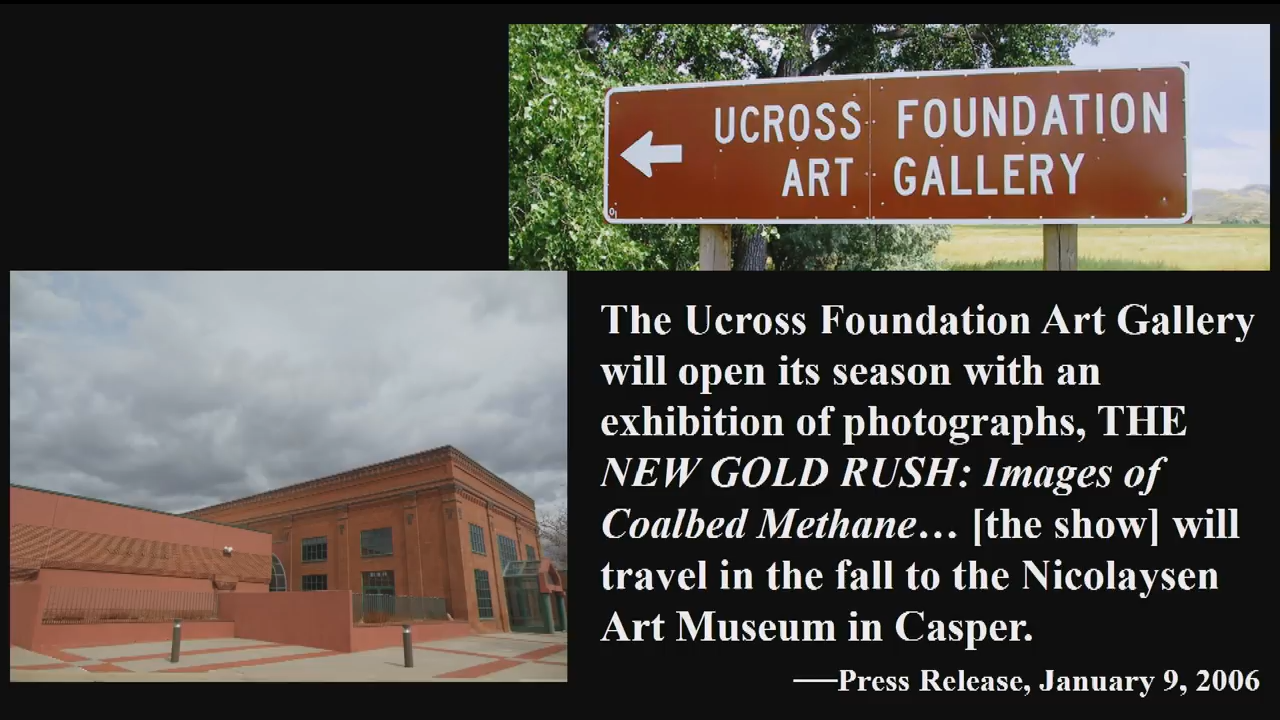 UCROSS FOUNDATION
ART GALLERY
The Ucross Foundation Art Gallery
will open its season with an
exhibition of photographs, THE
NEW GOLD RUSH: Images of
Coalbed Methane… [the show] will
travel in the fall to the Nicolaysen
Art Museum in Casper.
—Press Release, January 9, 2006